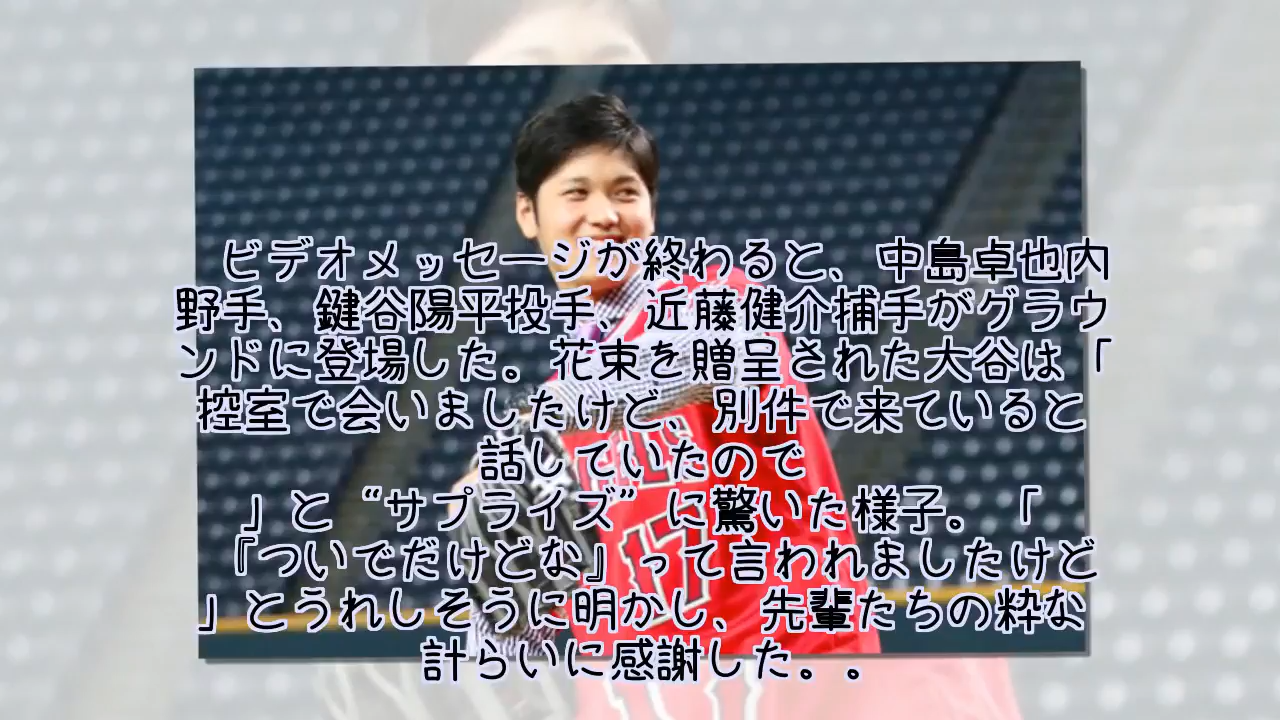 ビデオメッセージが終わると、中島卓也内
野手、鍵谷陽平投手、近藤健介捕手がグラウ
ンドに登場した。花束を贈呈された大谷は「
控室で会いましたけど、別件で来ていると
話していたので
」と“サプライズ”に驚いた様子。「
『ついでだけどな』って言われましたけど
」とうれしそうに明かし、先輩たちの粋な
計らいに感謝した。。
17